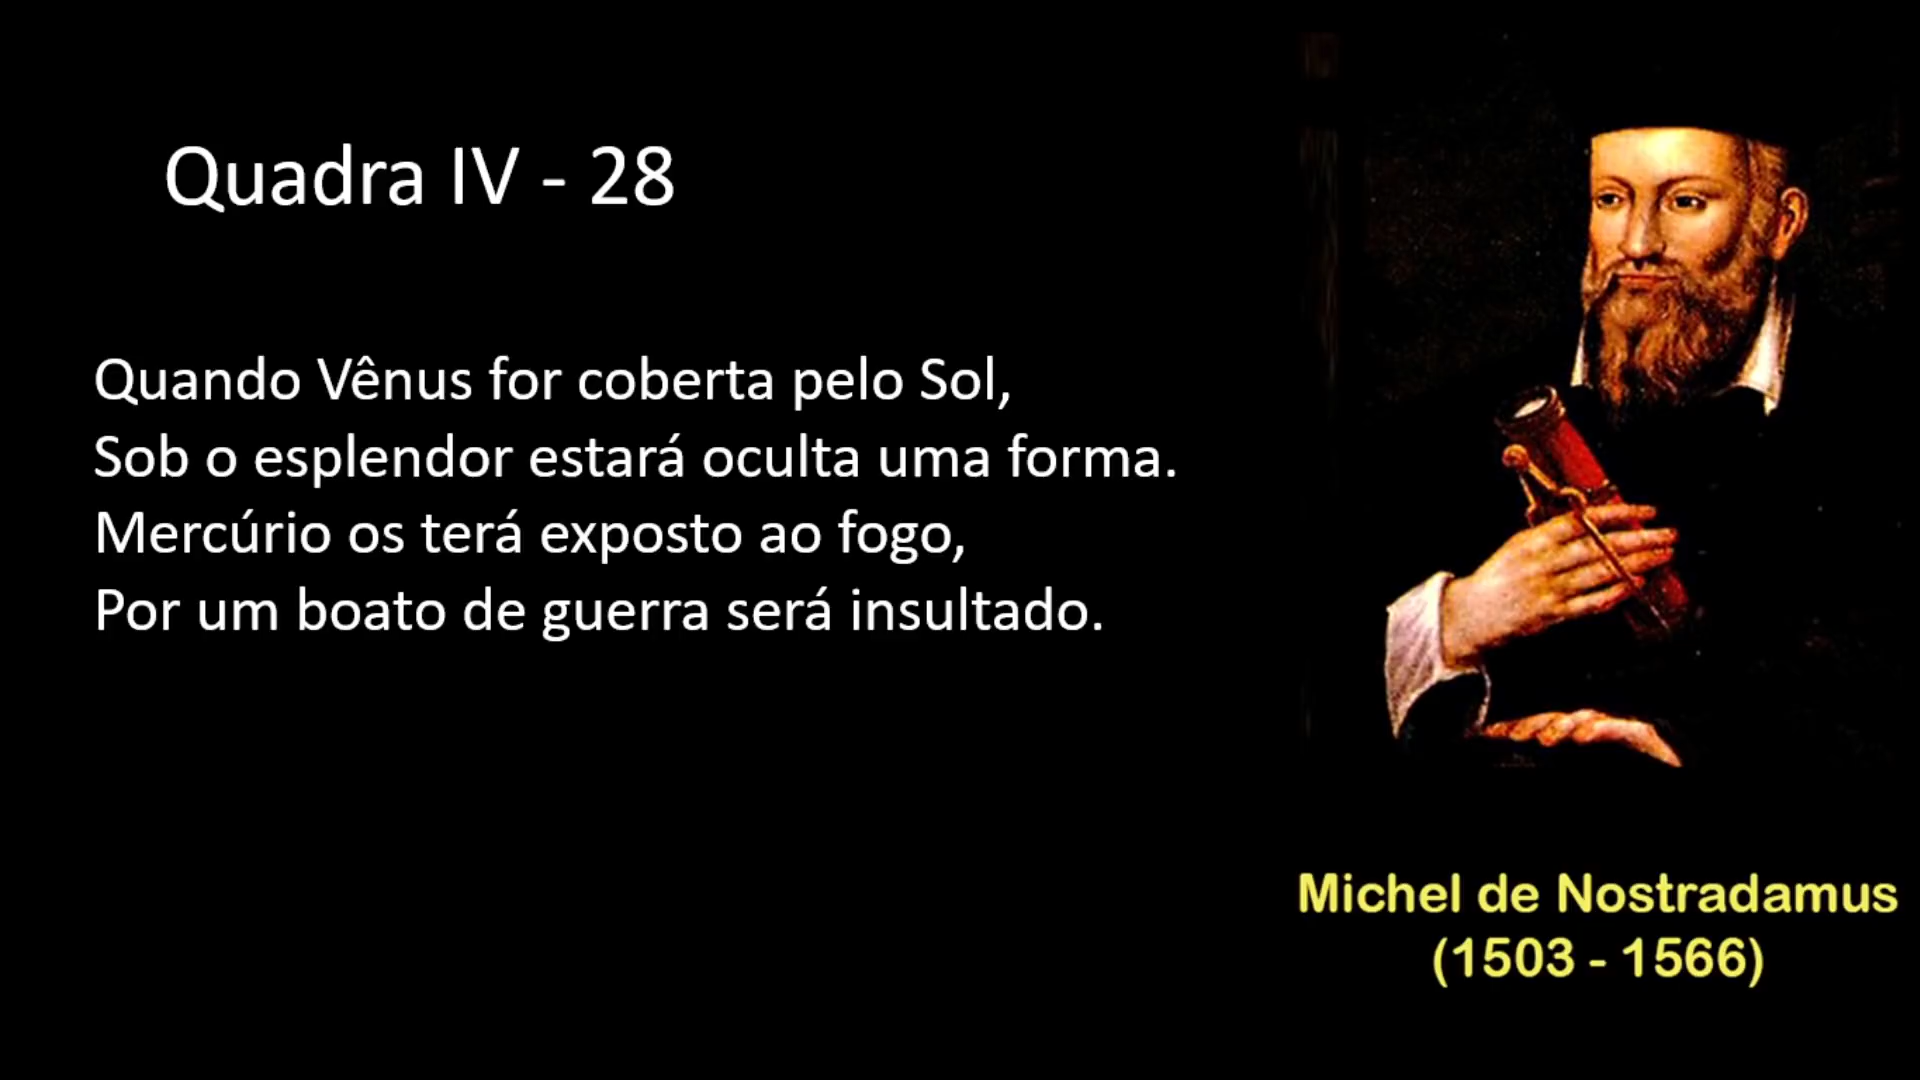 Quadra IV - 28
Quando Vênus for coberta pelo Sol,
Sob o esplendor estará oculta uma forma.
Mercúrio os terá exposto ao fogo,
Por um boato de guerra será insultado.
Michel de Nostradamus
(1503 - 1566)